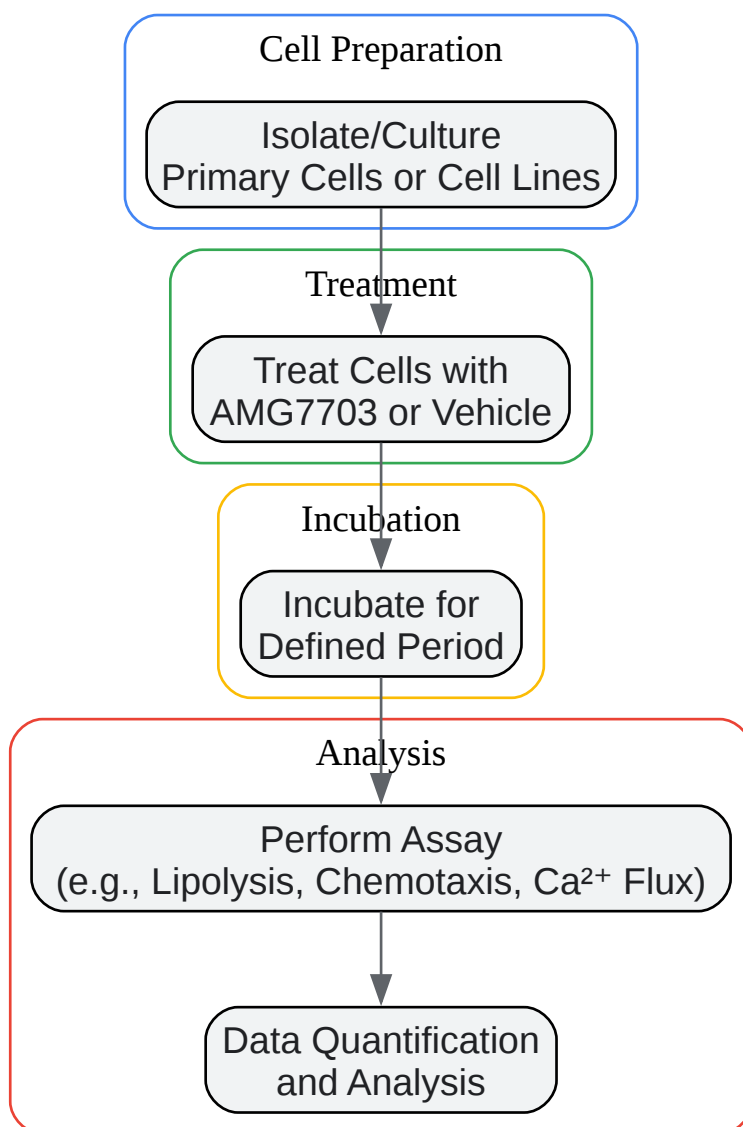 Cell Preparation
Isolate/Culture
Primary Cells or Cell Lines
Treatment
Treat Cells with
AMG7703 or Vehicle
Incubation
Incubate for
Defined Period
Analysis
Perform Assay
(e.g., Lipolysis, Chemotaxis, Ca²⁺ Flux)
Data Quantification
and Analysis